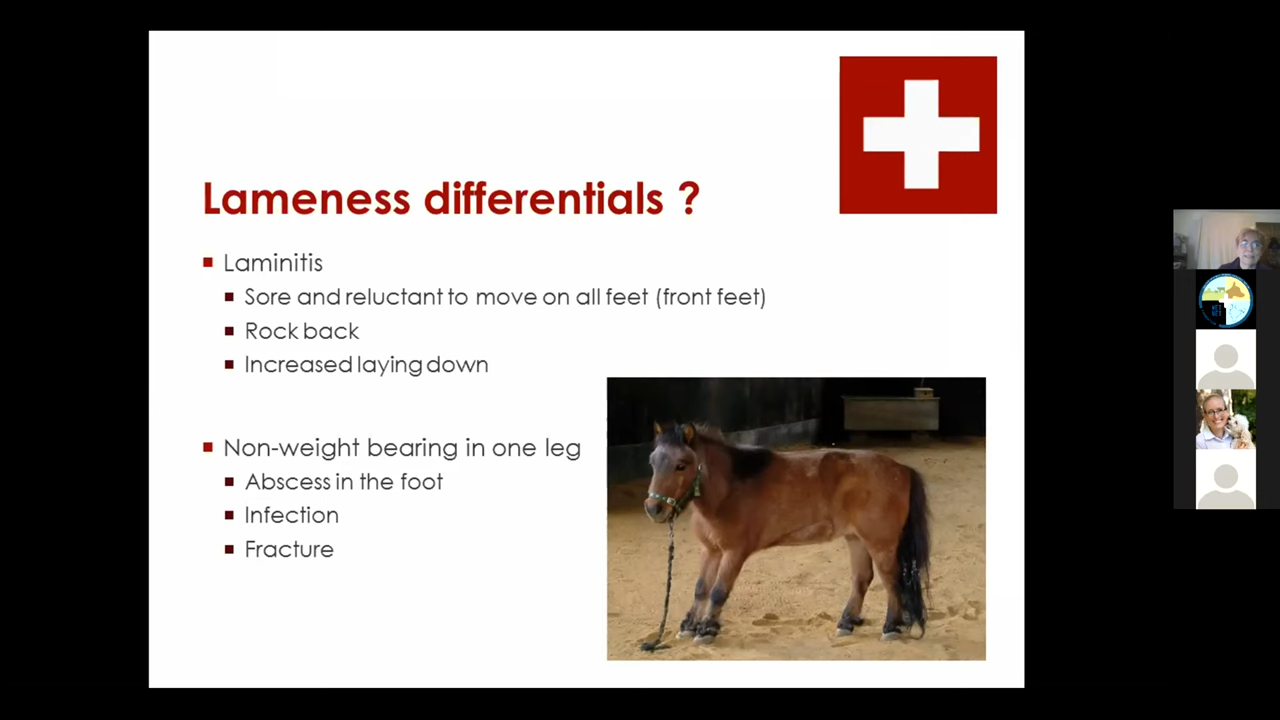 Lameness differentials ?
Laminitis
Sore and reluctant to move on all feet (front feet)
Rock back
Increased laying down
Non-weight bearing in one leg
Abscess in the foot
Infection
Fracture